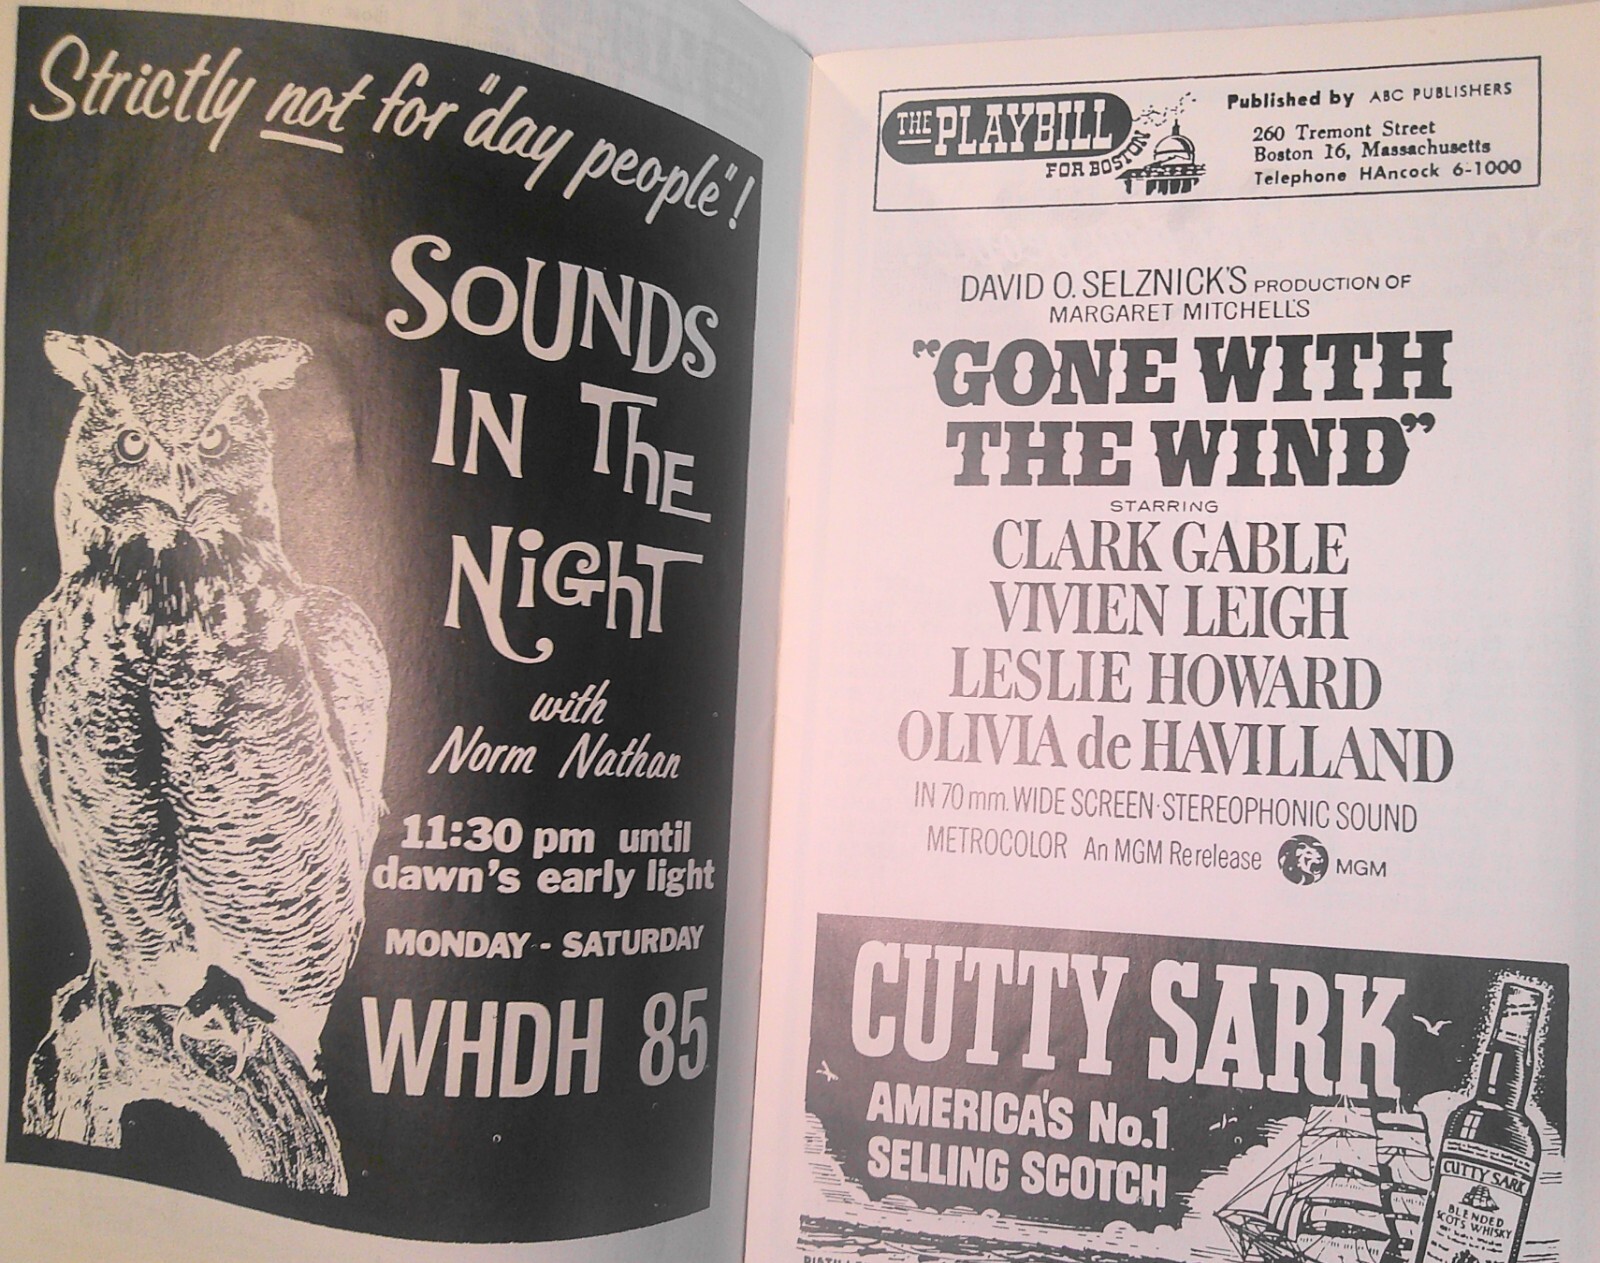 Strictly not for "day people"!
SOUNDS
IN THE
NIGHT
with
Norm Nathan
11:30 pm until
dawn's early light
MONDAY - SATURDAY
WHDH 85
THE PLAYBILL
FOR BOSTON
Published by ABC PUBLISHERS
260 Tremont Street
Boston 16, Massachusetts
Telephone HAncock 6-1000
DAVID O. SELZNICK'S PRODUCTION OF
MARGARET MITCHELL'S
"GONE WITH
THE WIND"
STARRING
CLARK GABLE
VIVIEN LEIGH
LESLIE HOWARD
OLIVIA de HAVILLAND
IN 70 mm. WIDE SCREEN·STEREOPHONIC SOUND
METROCOLOR An MGM Rerelease MGM
CUTTY SARK
AMERICA'S No.1
SELLING SCOTCH
CUTTY SARK
BLENDED
SCOTS WHISKY